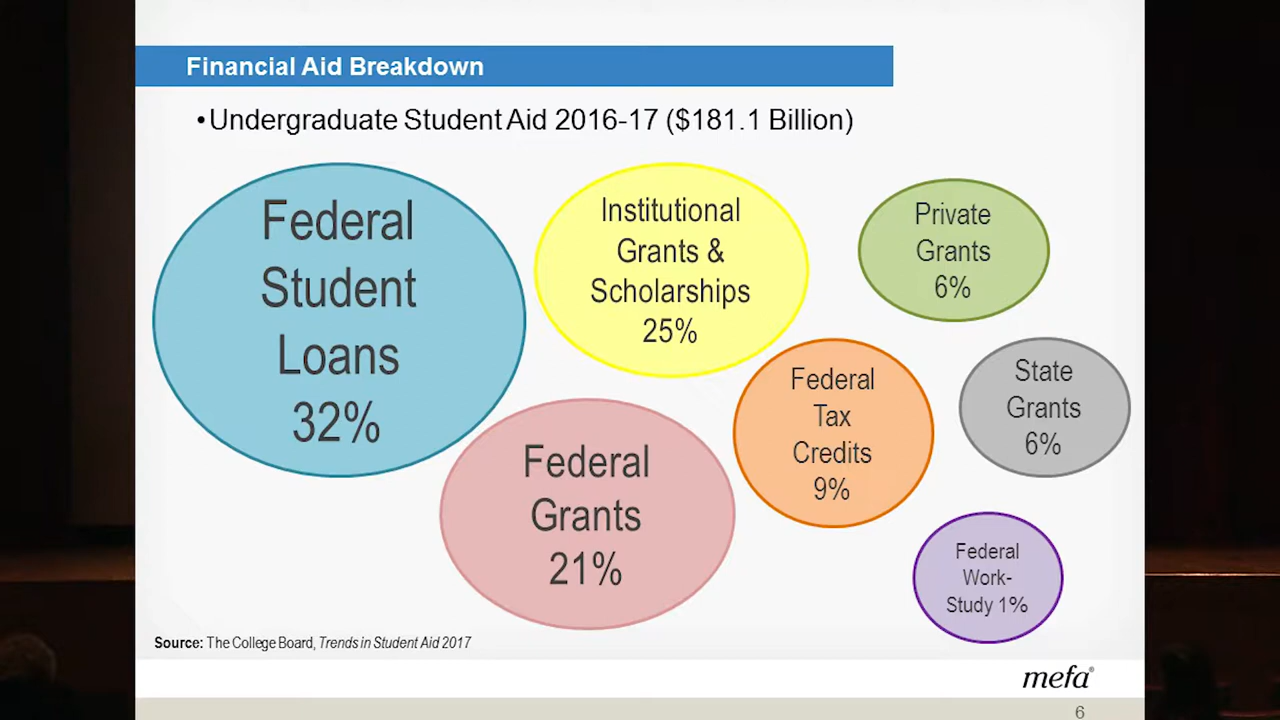 Financial Aid Breakdown
•Undergraduate Student Aid 2016-17 ($181.1 Billion)
Federal
Student
Loans
32%
Institutional
Grants &
Scholarships
25%
Private
Grants
6%
Federal
Grants
21%
Federal
Tax
Credits
9%
State
Grants
6%
Federal
Work-
Study 1%
Source: The College Board, Trends in Student Aid 2017
mefa®
6